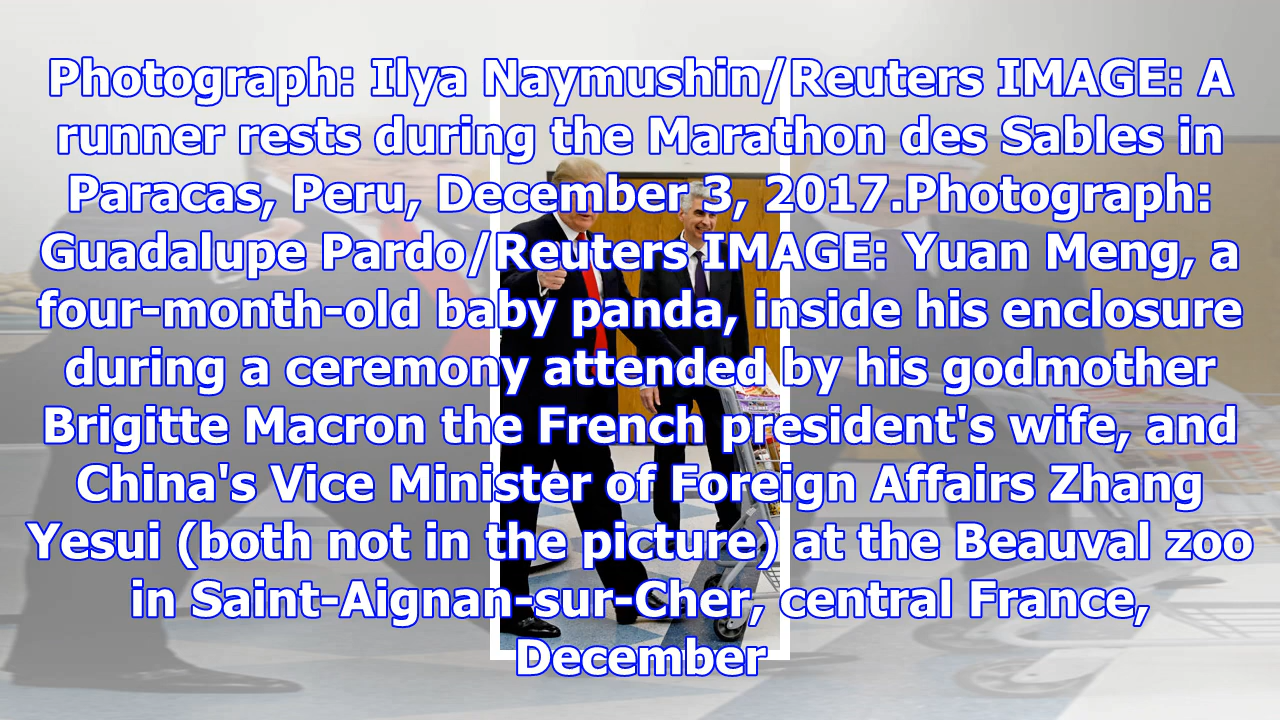 Photograph: Ilya Naymushin/Reuters IMAGE: A
runner rests during the Marathon des Sables in
Paracas, Peru, December 3, 2017.Photograph:
Guadalupe Pardo/Reuters IMAGE: Yuan Meng, a
four-month-old baby panda, inside his enclosure
during a ceremony attended by his godmother
Brigitte Macron the French president's wife, and
China's Vice Minister of Foreign Affairs Zhang
Yesui (both not in the picture) at the Beauval zoo
in Saint-Aignan-sur-Cher, central France,
December